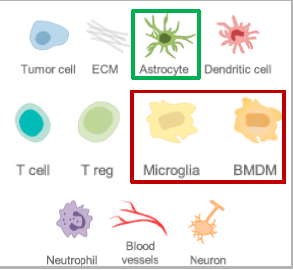 Tumor cell ECM Astrocyte Dendritic cell
T cell T reg Microglia BMDM
Neutrophil Blood vessels Neuron